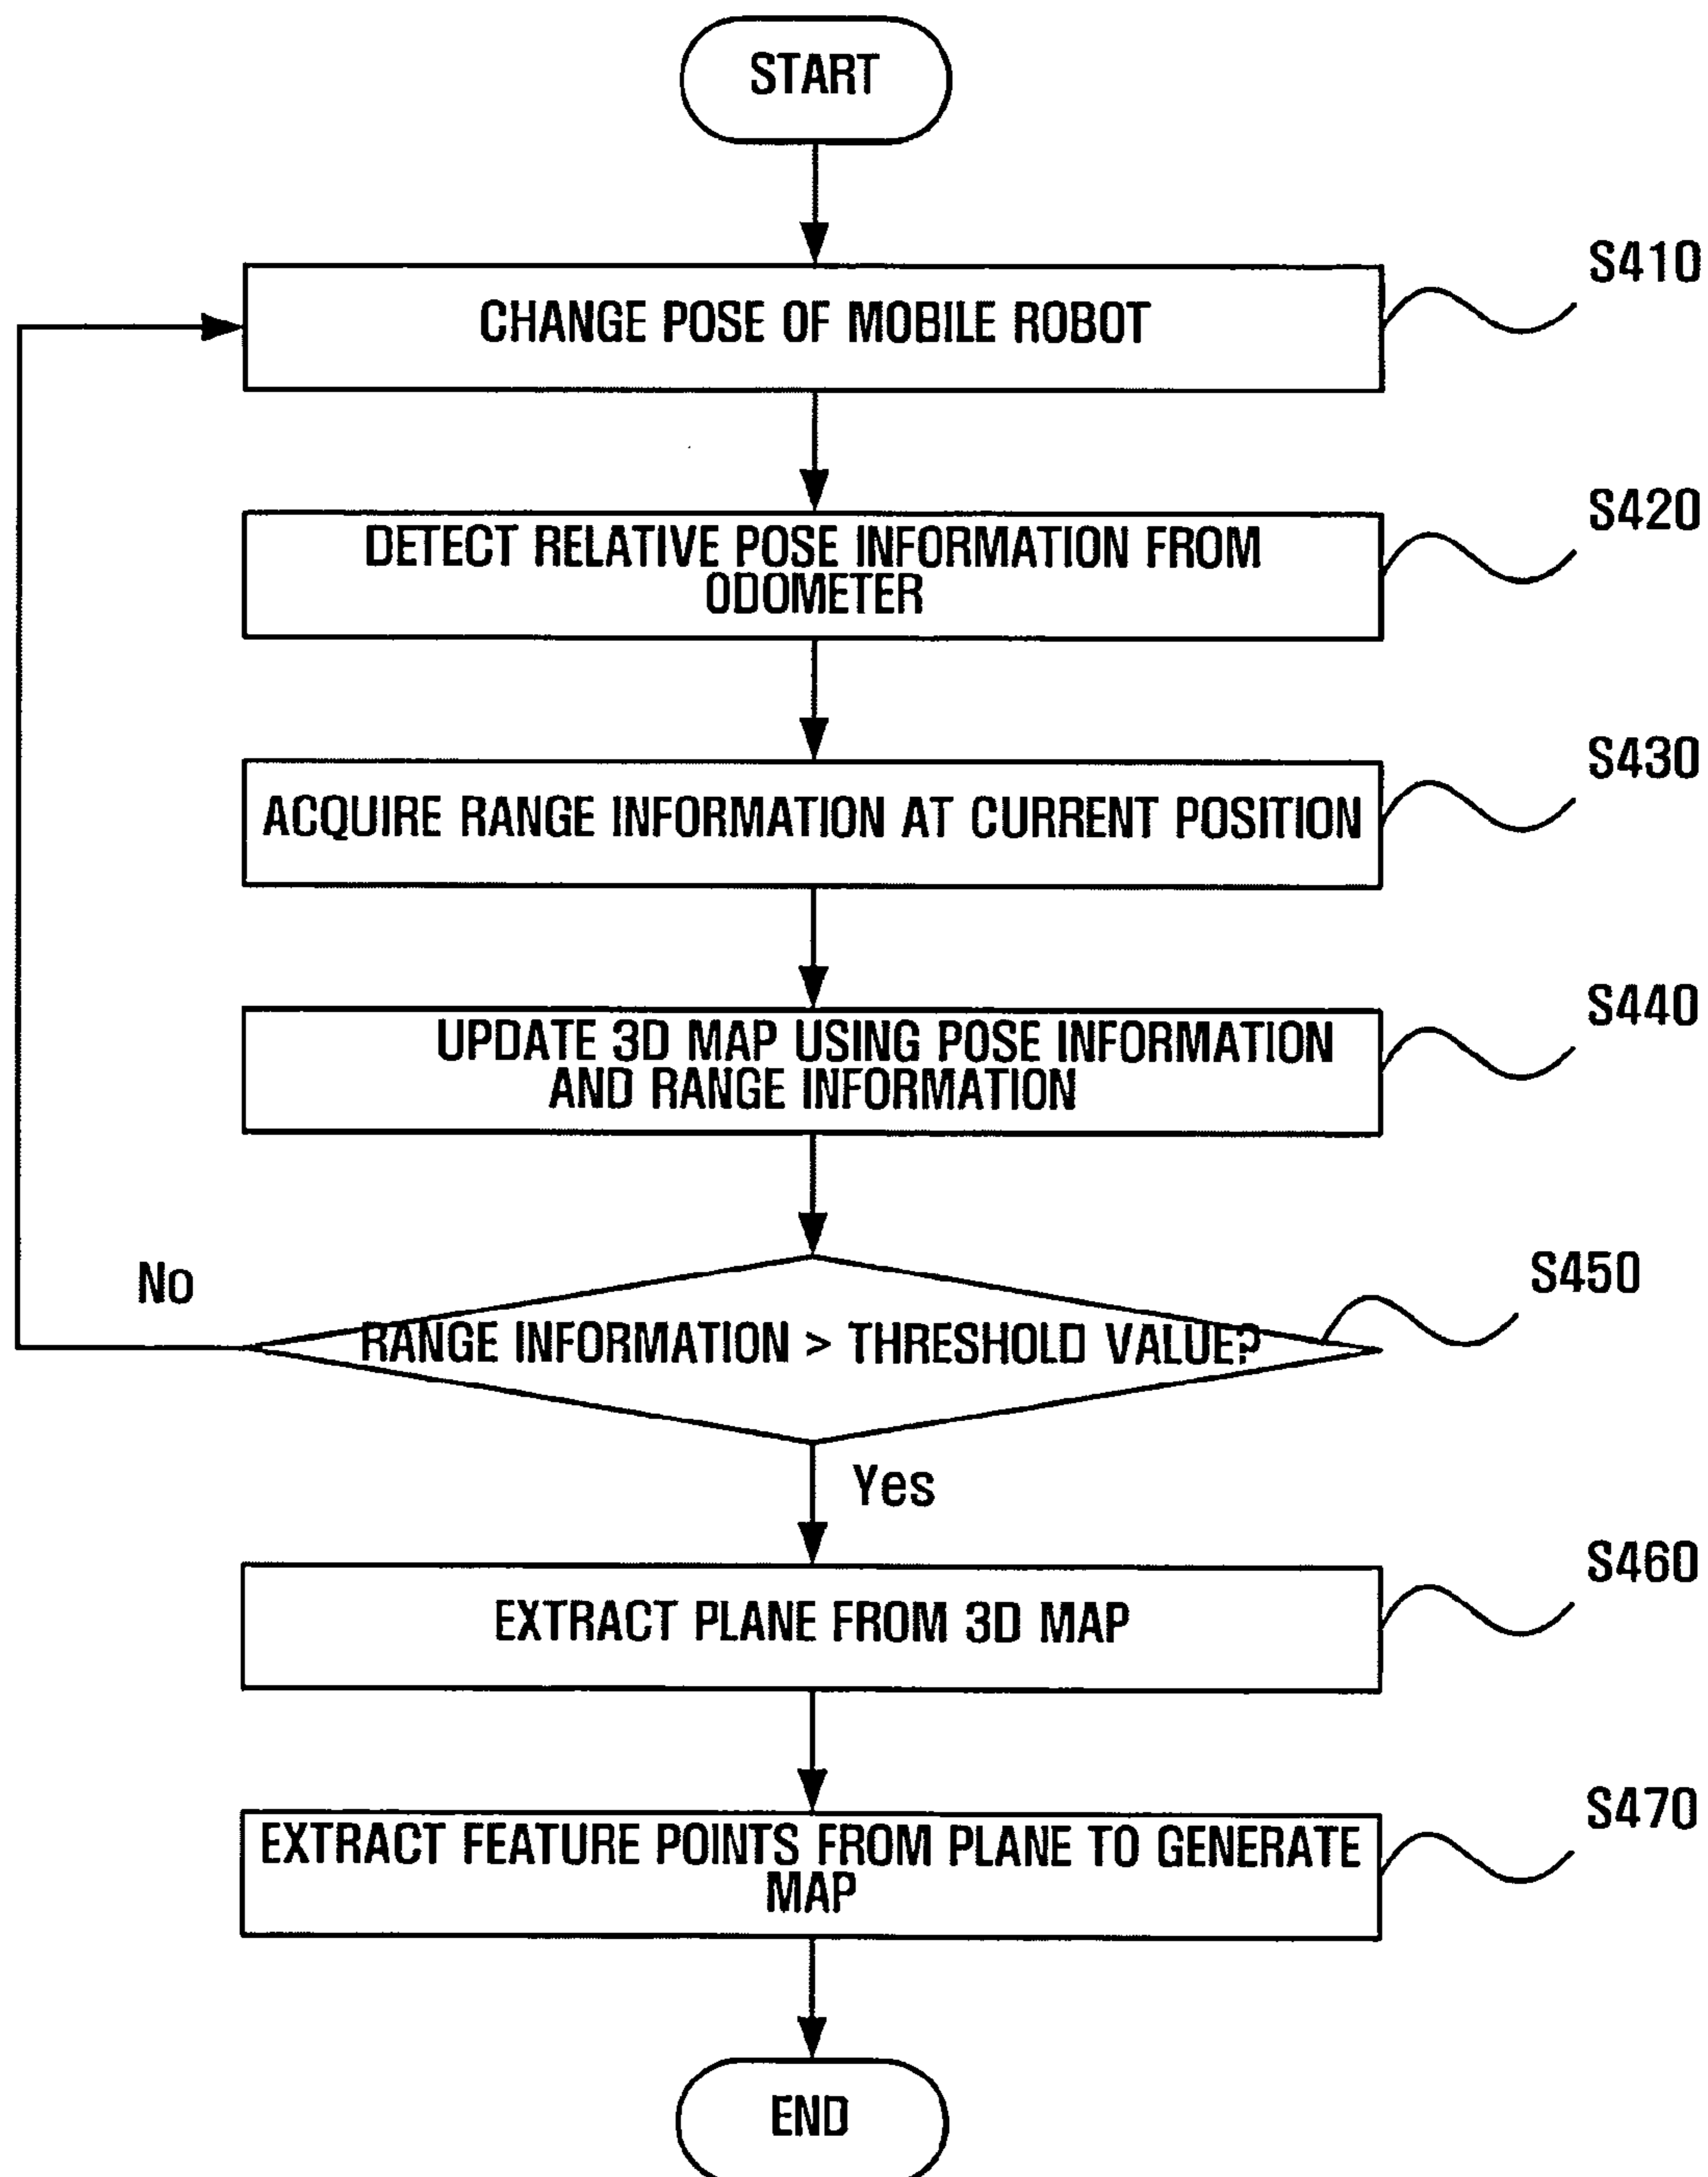 START
S410
CHANGE POSE OF MOBILE ROBOT
S420
DETECT RELATIVE POSE INFORMATION FROM
ODOMETER
S430
ACQUIRE RANGE INFORMATION AT CURRENT POSITION
S440
UPDATE 3D MAP USING POSE INFORMATION
AND RANGE INFORMATION
S450
No
RANGE INFORMATION > THRESHOLD VALUE?
Yes
S460
EXTRACT PLANE FROM 3D MAP
S470
EXTRACT FEATURE POINTS FROM PLANE TO GENERATE
MAP
END